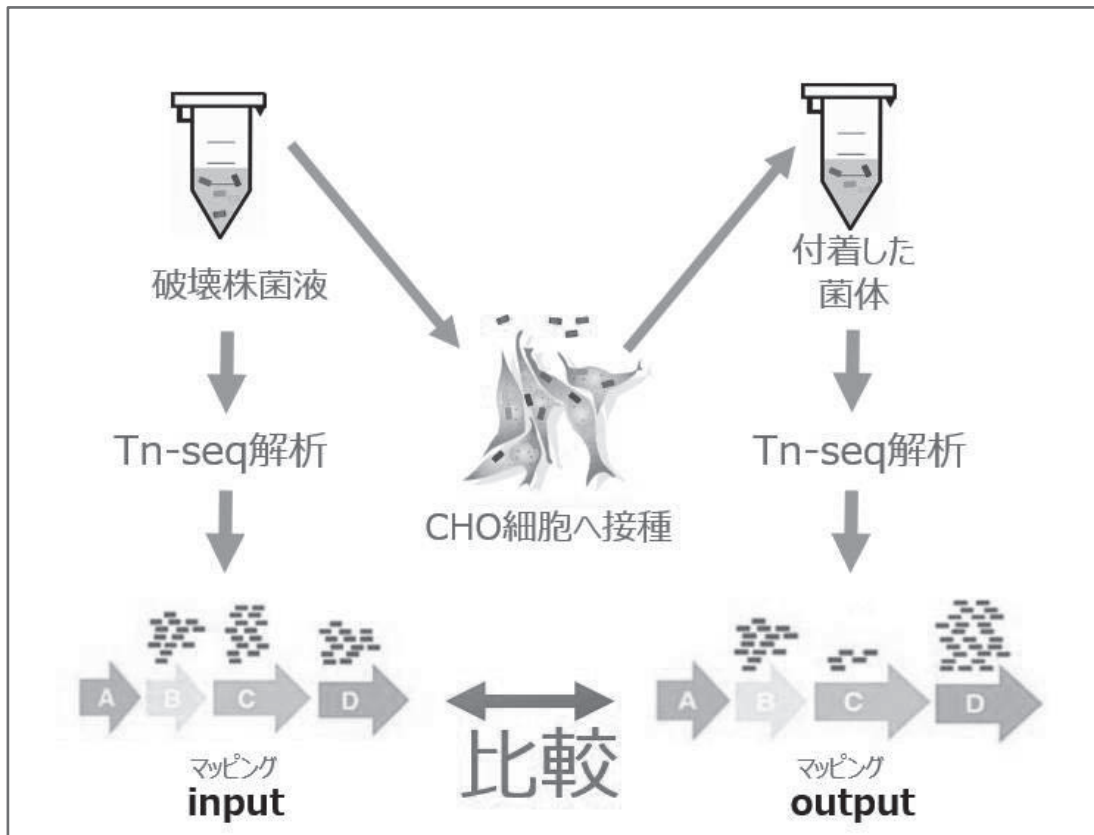 破壊株菌液
付着した
菌体
Tn-seq解析
Tn-seq解析
CHO細胞へ接種
A B C D
A B C D
比較
マッピング
input
マッピング
output